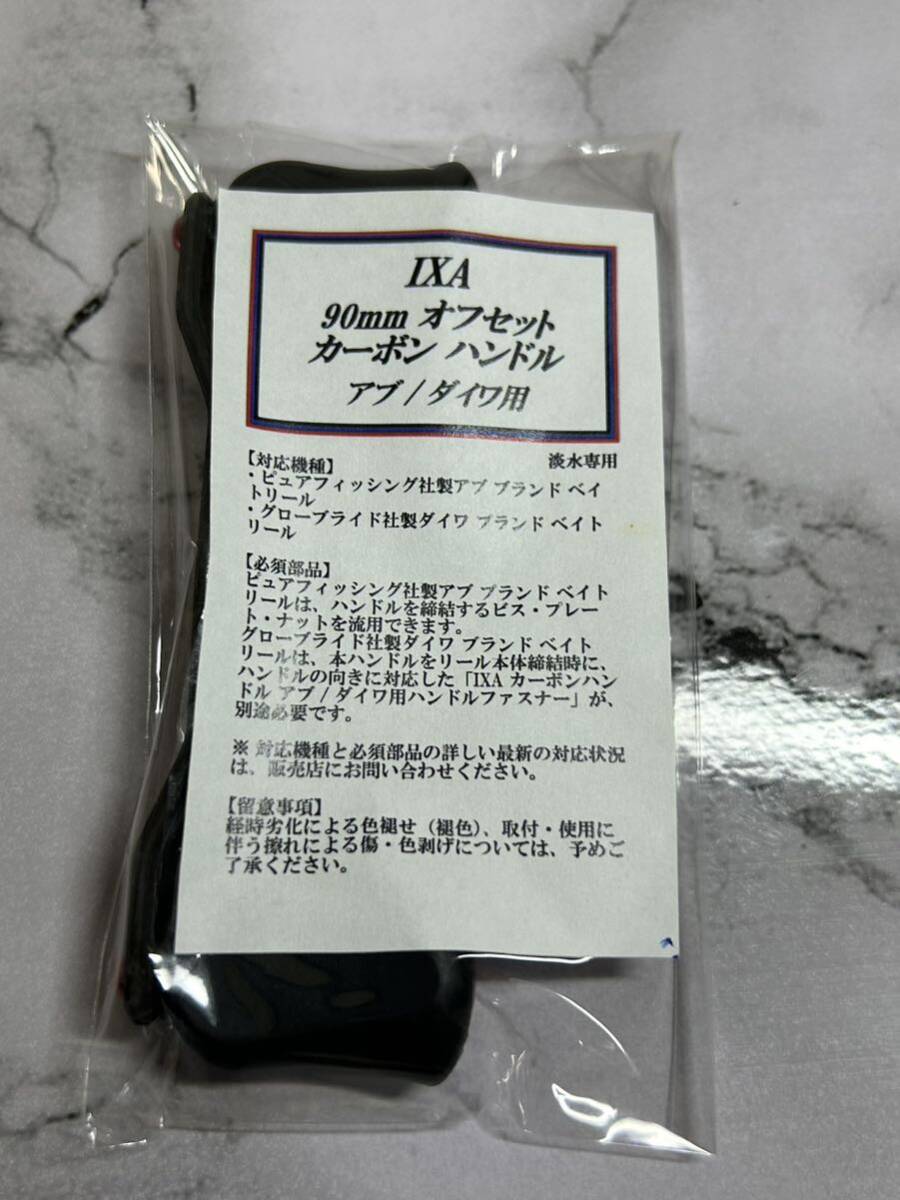 IXA
90mm オフセット
カーボン ハンドル
アブ / ダイワ用
【対応機種】 淡水専用
・ピュアフィッシング社製アブ ブランド ベイ
トリール
・グローブライド社製ダイワ ブランド ベイト
リール
【必須部品】
ピュアフィッシング社製アブ ブランド ベイト
リールは、ハンドルを締結するビス・プレー
ト・ナットを流用できます。
グローブライド社製ダイワ ブランド ベイト
リールは、本ハンドルをリール本体締結時に、
ハンドルの向きに対応した「IXA カーボンハン
ドル アブ / ダイワ用ハンドルファスナー」が、
別途必要です。
※ 対応機種と必須部品の詳しい最新の対応状況
は、販売店にお問い合わせください。
【留意事項】
経時劣化による色褪せ（褪色）、取付・使用に
伴う擦れによる傷・色剥げについては、予めご
了承ください。